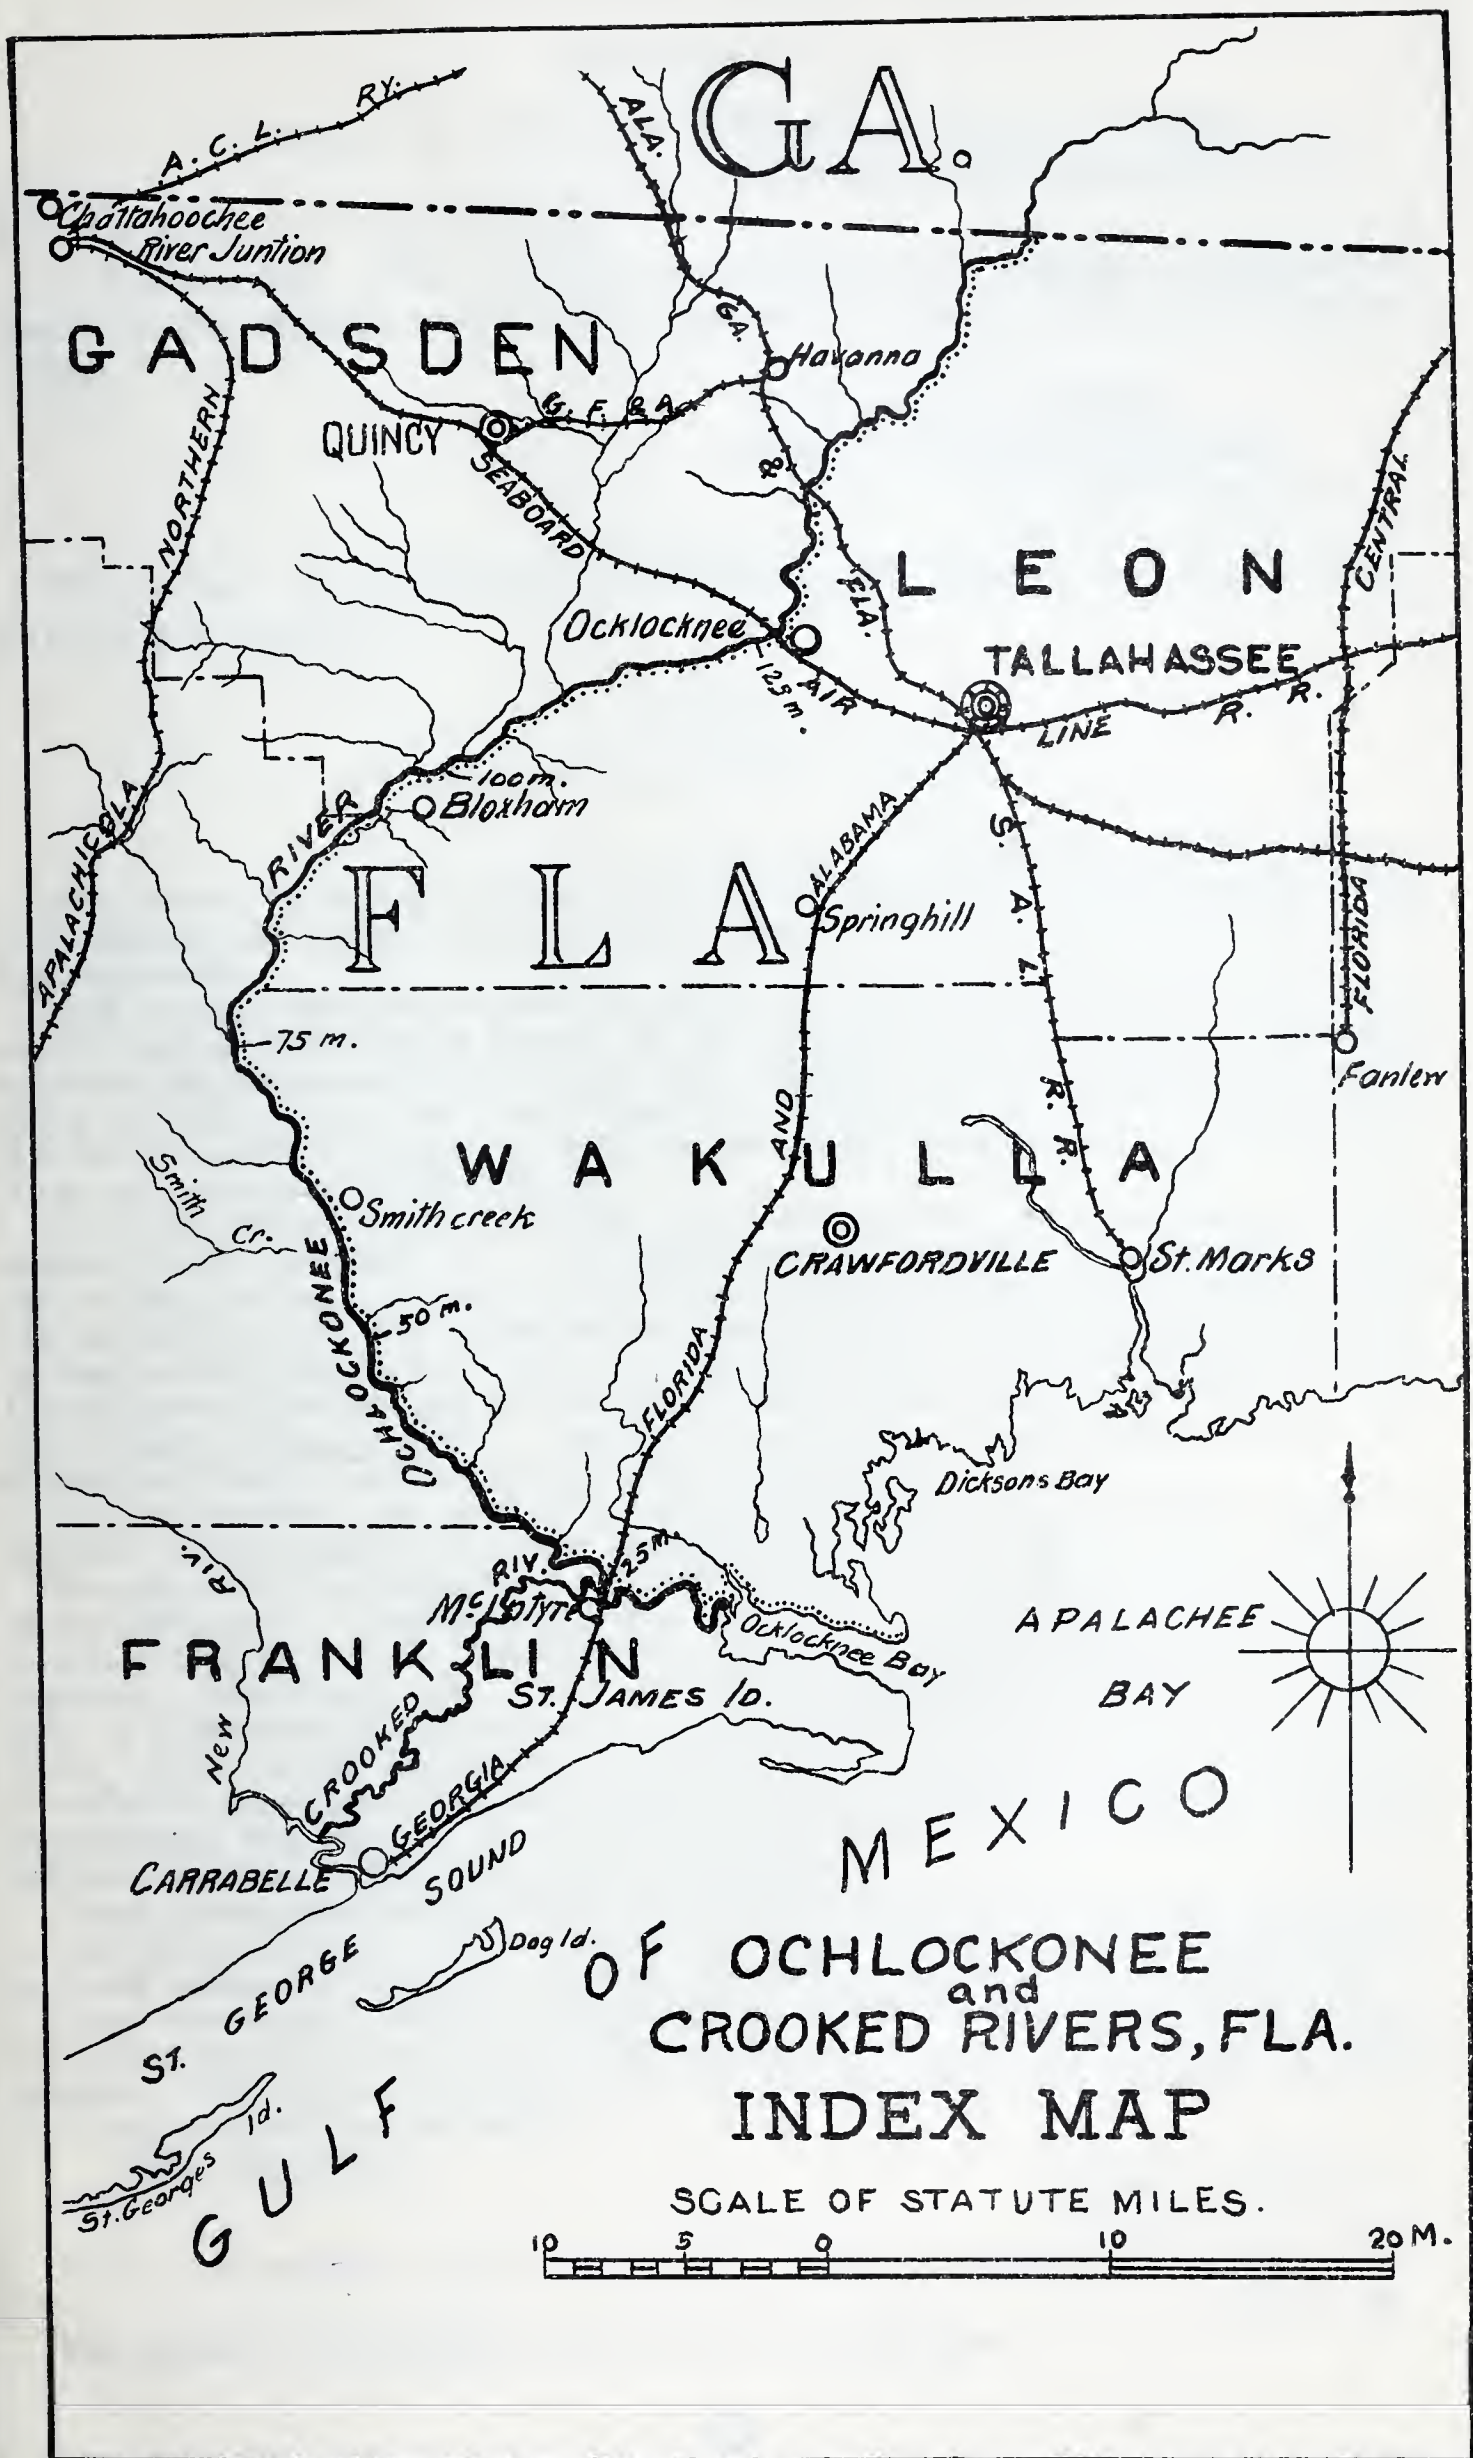 GA.
A. C. L. RY.
ALA.
Chattahoochee
River Juntion
GADSDEN
GA.
Havanna
G. F. & A.
QUINCY
NORTHERN
SEABOARD
&
CENTRAL
LEON
FLA.
Ocklocknee
TALLAHASSEE
125 m.
AIR
LINE
R. R.
100 m.
Bloxham
RIVER
APALACHICOLA
ALABAMA
S. A. L. R. R.
FLA
Springhill
FLORIDA
75 m.
Fanlew
AND
WAKULLA
Smith Cr.
Smith creek
CRAWFORDVILLE
St. Marks
OCHLOCKONEE
50 m.
FLORIDA
Dicksons Bay
RIV.
RIV.
25 m.
McIntyre
Ocklocknee Bay
APALACHEE
BAY
FRANKLIN
ST. JAMES ID.
New
CROOKED
GEORGIA
CARRABELLE
ST. GEORGE SOUND
Dog Id.
St. Georges Id.
GULF OF MEXICO
OCHLOCKONEE
and
CROOKED RIVERS, FLA.
INDEX MAP
SCALE OF STATUTE MILES.
10 5 0 10 20 M.